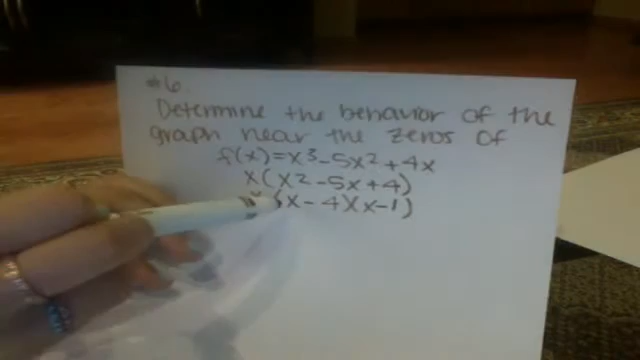 #6.
Determine the behavior of the
graph near the zeros of
f(x)=x³-5x²+4x
x(x2-5x+4)
x(x-4)(x-1)